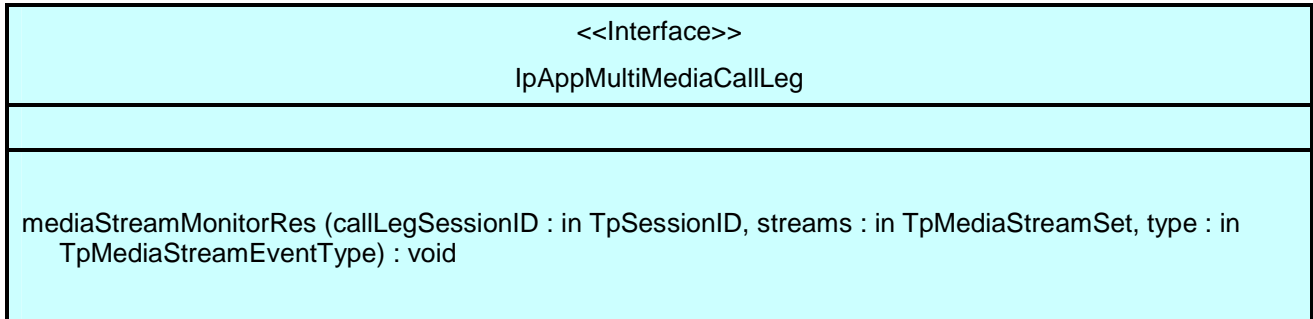 <<Interface>>
IpAppMultiMediaCallLeg
mediaStreamMonitorRes (callLegSessionID : in TpSessionID, streams : in TpMediaStreamSet, type : in
TpMediaStreamEventType) : void